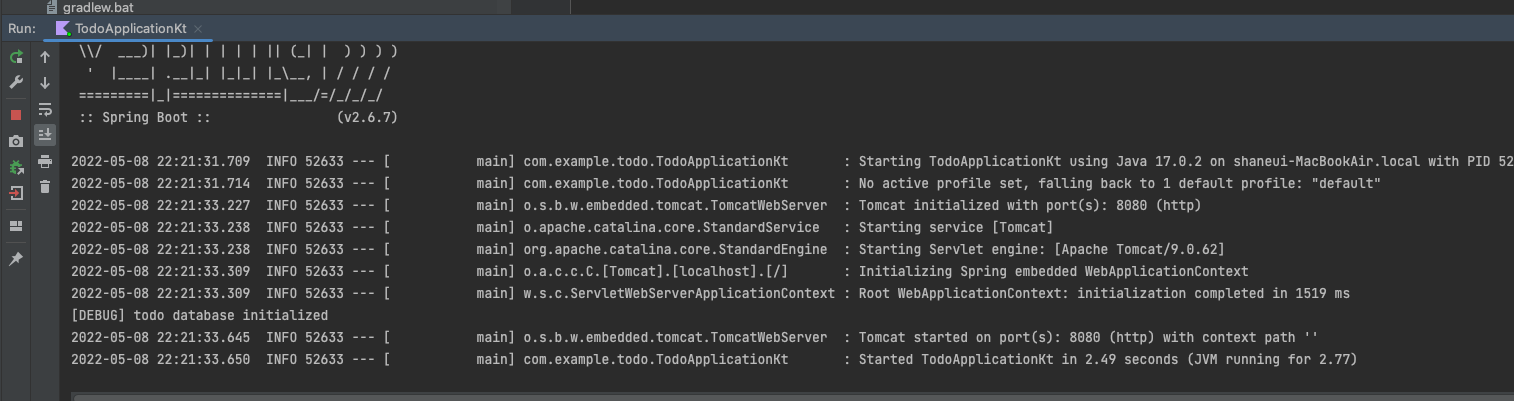 gradlew.bat
Run: TodoApplicationKt ×
 \\/  ___)| |_)| | | | | || (_| |  ) ) ) )
  '  |____| .__|_| |_|_| |_\__, | / / / /
 =========|_|==============|___/=/_/_/_/
 :: Spring Boot ::                (v2.6.7)
2022-05-08 22:21:31.709  INFO 52633 --- [           main] com.example.todo.TodoApplicationKt       : Starting TodoApplicationKt using Java 17.0.2 on shaneui-MacBookAir.local with PID 52
2022-05-08 22:21:31.714  INFO 52633 --- [           main] com.example.todo.TodoApplicationKt       : No active profile set, falling back to 1 default profile: "default"
2022-05-08 22:21:33.227  INFO 52633 --- [           main] o.s.b.w.embedded.tomcat.TomcatWebServer  : Tomcat initialized with port(s): 8080 (http)
2022-05-08 22:21:33.238  INFO 52633 --- [           main] o.apache.catalina.core.StandardService   : Starting service [Tomcat]
2022-05-08 22:21:33.238  INFO 52633 --- [           main] org.apache.catalina.core.StandardEngine  : Starting Servlet engine: [Apache Tomcat/9.0.62]
2022-05-08 22:21:33.309  INFO 52633 --- [           main] o.a.c.c.C.[Tomcat].[localhost].[/]       : Initializing Spring embedded WebApplicationContext
2022-05-08 22:21:33.309  INFO 52633 --- [           main] w.s.c.ServletWebServerApplicationContext : Root WebApplicationContext: initialization completed in 1519 ms
[DEBUG] todo database initialized
2022-05-08 22:21:33.645  INFO 52633 --- [           main] o.s.b.w.embedded.tomcat.TomcatWebServer  : Tomcat started on port(s): 8080 (http) with context path ''
2022-05-08 22:21:33.650  INFO 52633 --- [           main] com.example.todo.TodoApplicationKt       : Started TodoApplicationKt in 2.49 seconds (JVM running for 2.77)